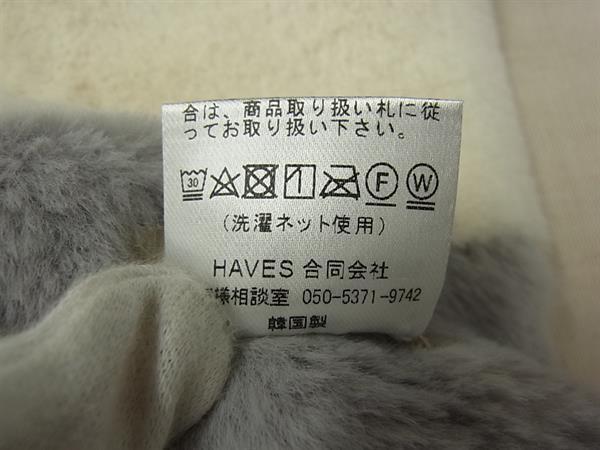 合は、商品取り扱い札に従
ってお取り扱い下さい。
30 F W
(洗濯ネット使用)
HAVES 合同会社
様相談室 050-5371-9742
韓国製